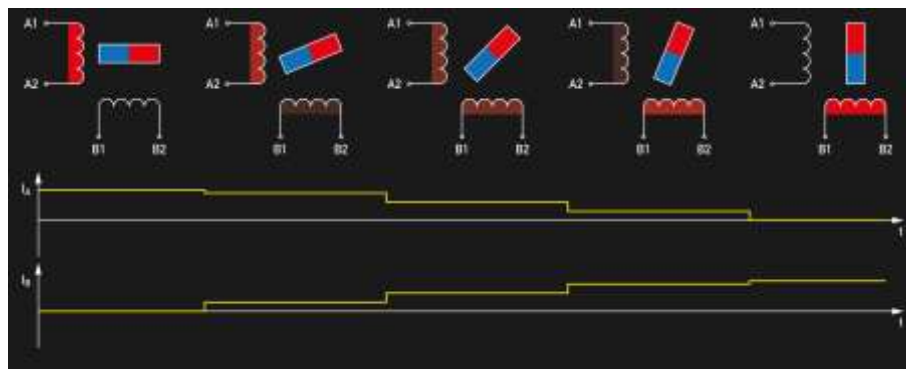 A1 A1 A1 A1 A1
A2 A2 A2 A2 A2
B1 B2 B1 B2 B1 B2 B1 B2 B1 B2
IA
t
IB
t